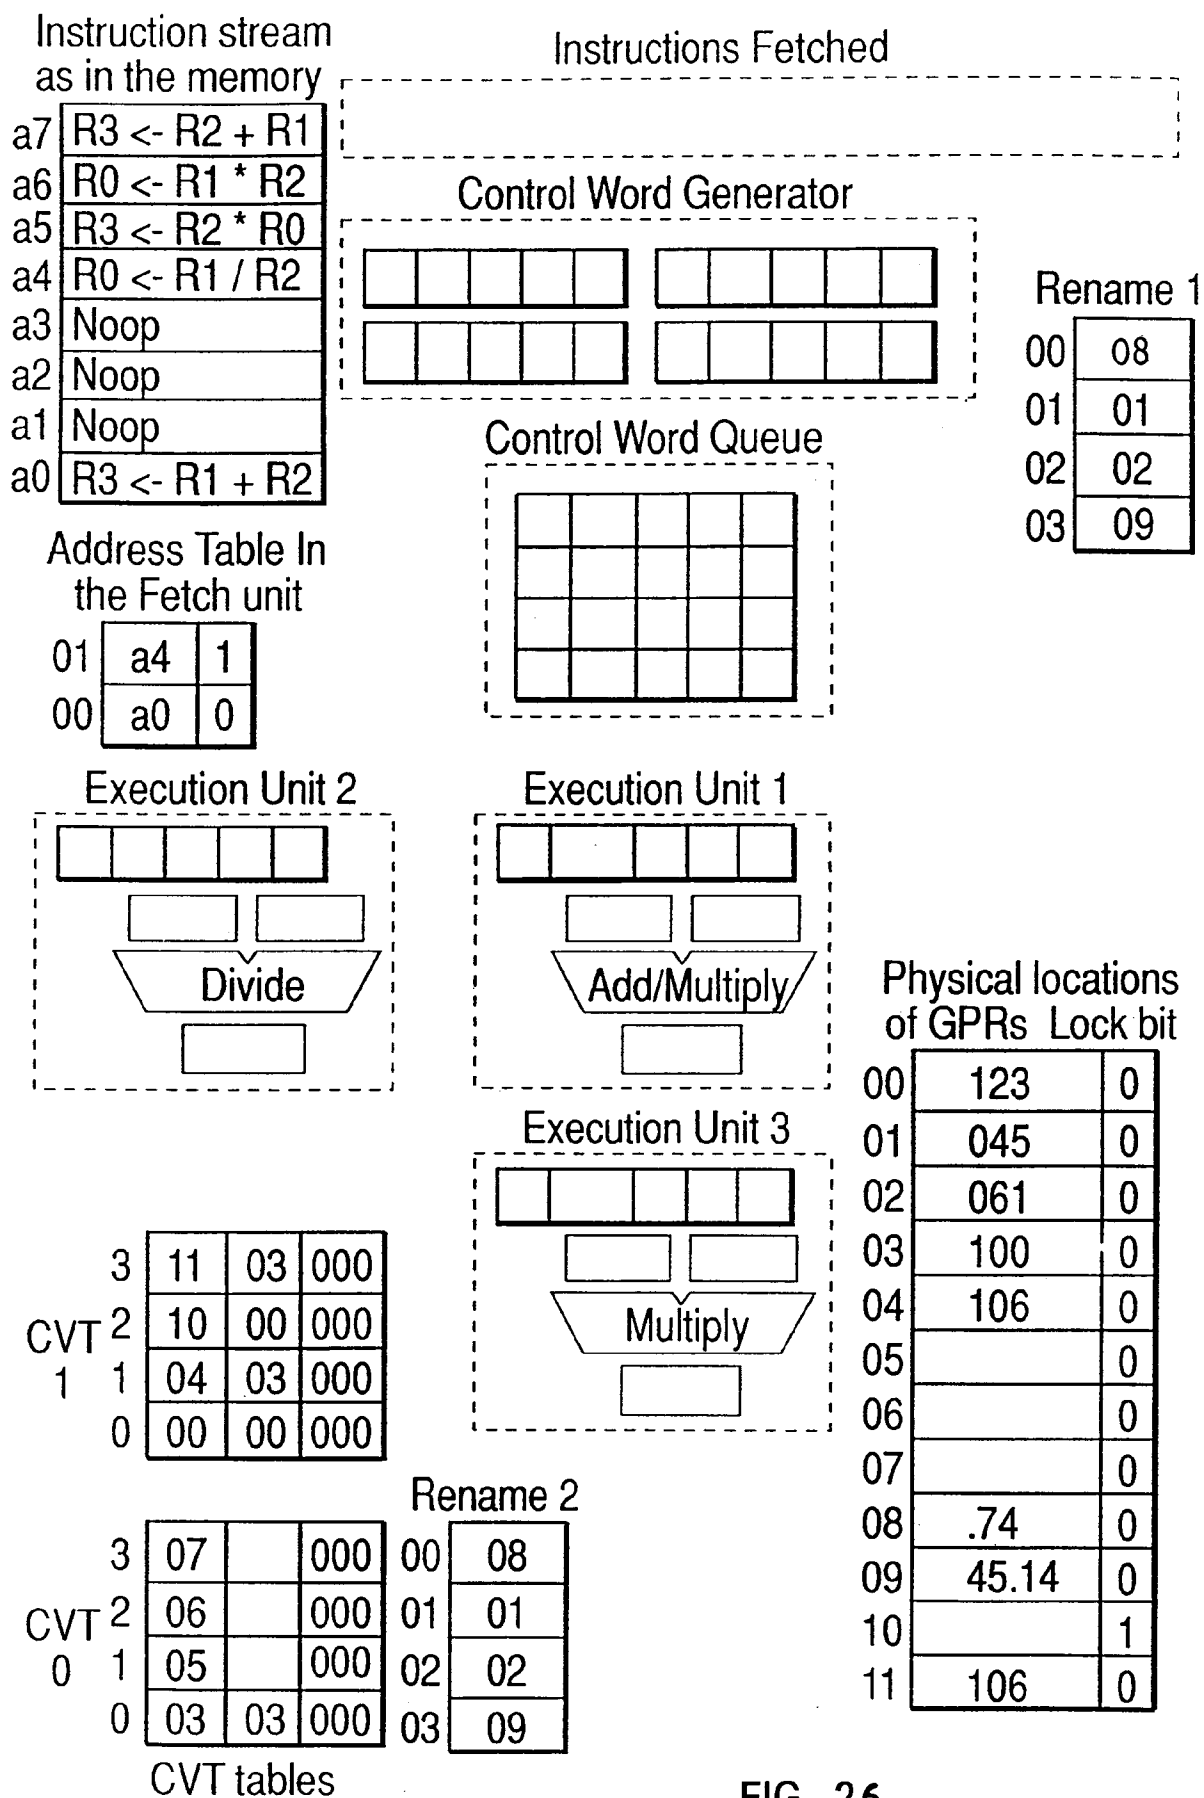 Instruction stream
as in the memory
a7 R3 <- R2 + R1
a6 R0 <- R1 * R2
a5 R3 <- R2 * R0
a4 R0 <- R1 / R2
a3 Noop
a2 Noop
a1 Noop
a0 R3 <- R1 + R2
Instructions Fetched
Control Word Generator
Rename 1
00 08
01 01
02 02
03 09
Control Word Queue
Address Table In
the Fetch unit
01 a4 1
00 a0 0
Execution Unit 2
Divide
Execution Unit 1
Add/Multiply
Execution Unit 3
Multiply
Physical locations
of GPRs Lock bit
00 123 0
01 045 0
02 061 0
03 100 0
04 106 0
05 0
06 0
07 0
08 .74 0
09 45.14 0
10 1
11 106 0
CVT
1
3 11 03 000
2 10 00 000
1 04 03 000
0 00 00 000
CVT
0
3 07 000
2 06 000
1 05 000
0 03 03 000
CVT tables
Rename 2
00 08
01 01
02 02
03 09